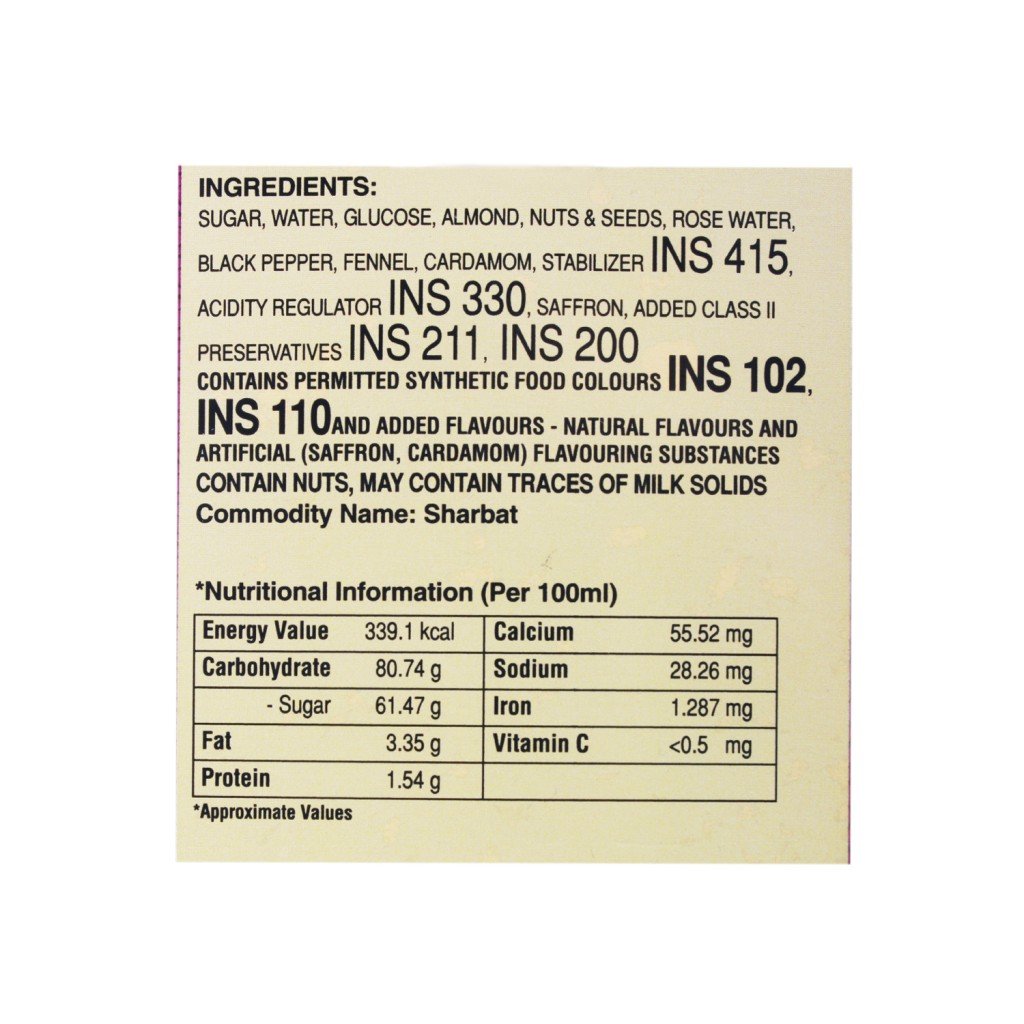 INGREDIENTS:
SUGAR, WATER, GLUCOSE, ALMOND, NUTS & SEEDS, ROSE WATER,
BLACK PEPPER, FENNEL, CARDAMOM, STABILIZER INS 415,
ACIDITY REGULATOR INS 330, SAFFRON, ADDED CLASS II
PRESERVATIVES INS 211, INS 200
CONTAINS PERMITTED SYNTHETIC FOOD COLOURS INS 102,
INS 110 AND ADDED FLAVOURS - NATURAL FLAVOURS AND
ARTIFICIAL (SAFFRON, CARDAMOM) FLAVOURING SUBSTANCES
CONTAIN NUTS, MAY CONTAIN TRACES OF MILK SOLIDS
Commodity Name: Sharbat
*Nutritional Information (Per 100ml)
Energy Value 339.1 kcal Calcium 55.52 mg
Carbohydrate 80.74 g Sodium 28.26 mg
- Sugar 61.47 g Iron 1.287 mg
Fat 3.35 g Vitamin C <0.5 mg
Protein 1.54 g
*Approximate Values